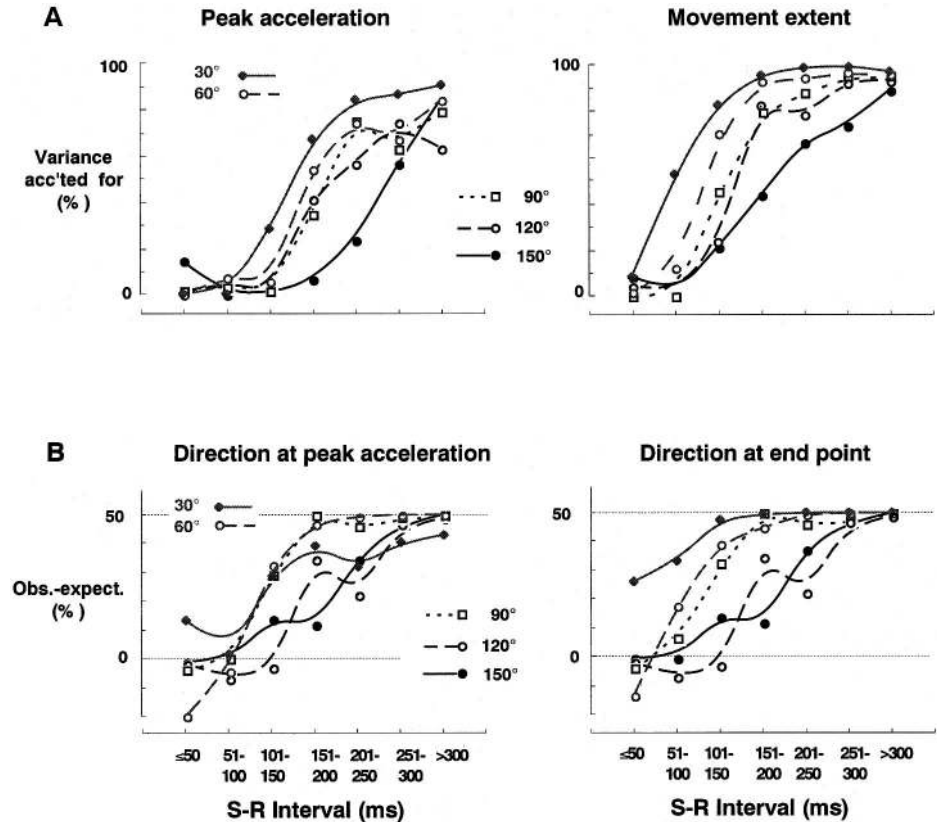 A
Peak acceleration
Movement extent
100
30°
60°
Variance
acc'ted for
(%)
0
100
90°
120°
150°
0
B
Direction at peak acceleration
Direction at end point
30°
60°
50
Obs.-expect.
(%)
0
90°
120°
150°
50
0
≤50 51- 101- 151- 201- 251- >300
100 150 200 250 300
S-R Interval (ms)
≤50 51- 101- 151- 201- 251- >300
100 150 200 250 300
S-R Interval (ms)